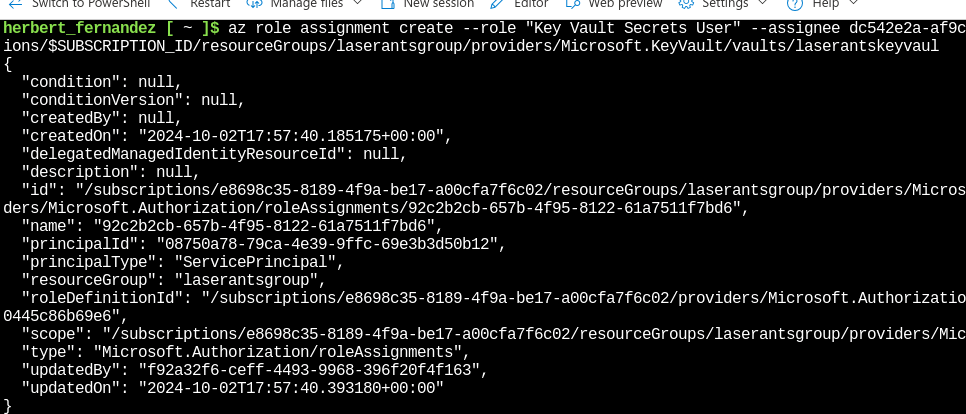 Switch to PowerShell Restart Manage files New session Editor Web preview Settings Help
herbert_fernandez [ ~ ]$ az role assignment create --role "Key Vault Secrets User" --assignee dc542e2a-af9c
ions/$SUBSCRIPTION_ID/resourceGroups/laserantsgroup/providers/Microsoft.KeyVault/vaults/laserantskeyvaul
{
  "condition": null,
  "conditionVersion": null,
  "createdBy": null,
  "createdOn": "2024-10-02T17:57:40.185175+00:00",
  "delegatedManagedIdentityResourceId": null,
  "description": null,
  "id": "/subscriptions/e8698c35-8189-4f9a-be17-a00cfa7f6c02/resourceGroups/laserantsgroup/providers/Micros
ders/Microsoft.Authorization/roleAssignments/92c2b2cb-657b-4f95-8122-61a7511f7bd6",
  "name": "92c2b2cb-657b-4f95-8122-61a7511f7bd6",
  "principalId": "08750a78-79ca-4e39-9ffc-69e3b3d50b12",
  "principalType": "ServicePrincipal",
  "resourceGroup": "laserantsgroup",
  "roleDefinitionId": "/subscriptions/e8698c35-8189-4f9a-be17-a00cfa7f6c02/providers/Microsoft.Authorizatio
0445c86b69e6",
  "scope": "/subscriptions/e8698c35-8189-4f9a-be17-a00cfa7f6c02/resourceGroups/laserantsgroup/providers/Mic
  "type": "Microsoft.Authorization/roleAssignments",
  "updatedBy": "f92a32f6-ceff-4493-9968-396f20f4f163",
  "updatedOn": "2024-10-02T17:57:40.393180+00:00"
}